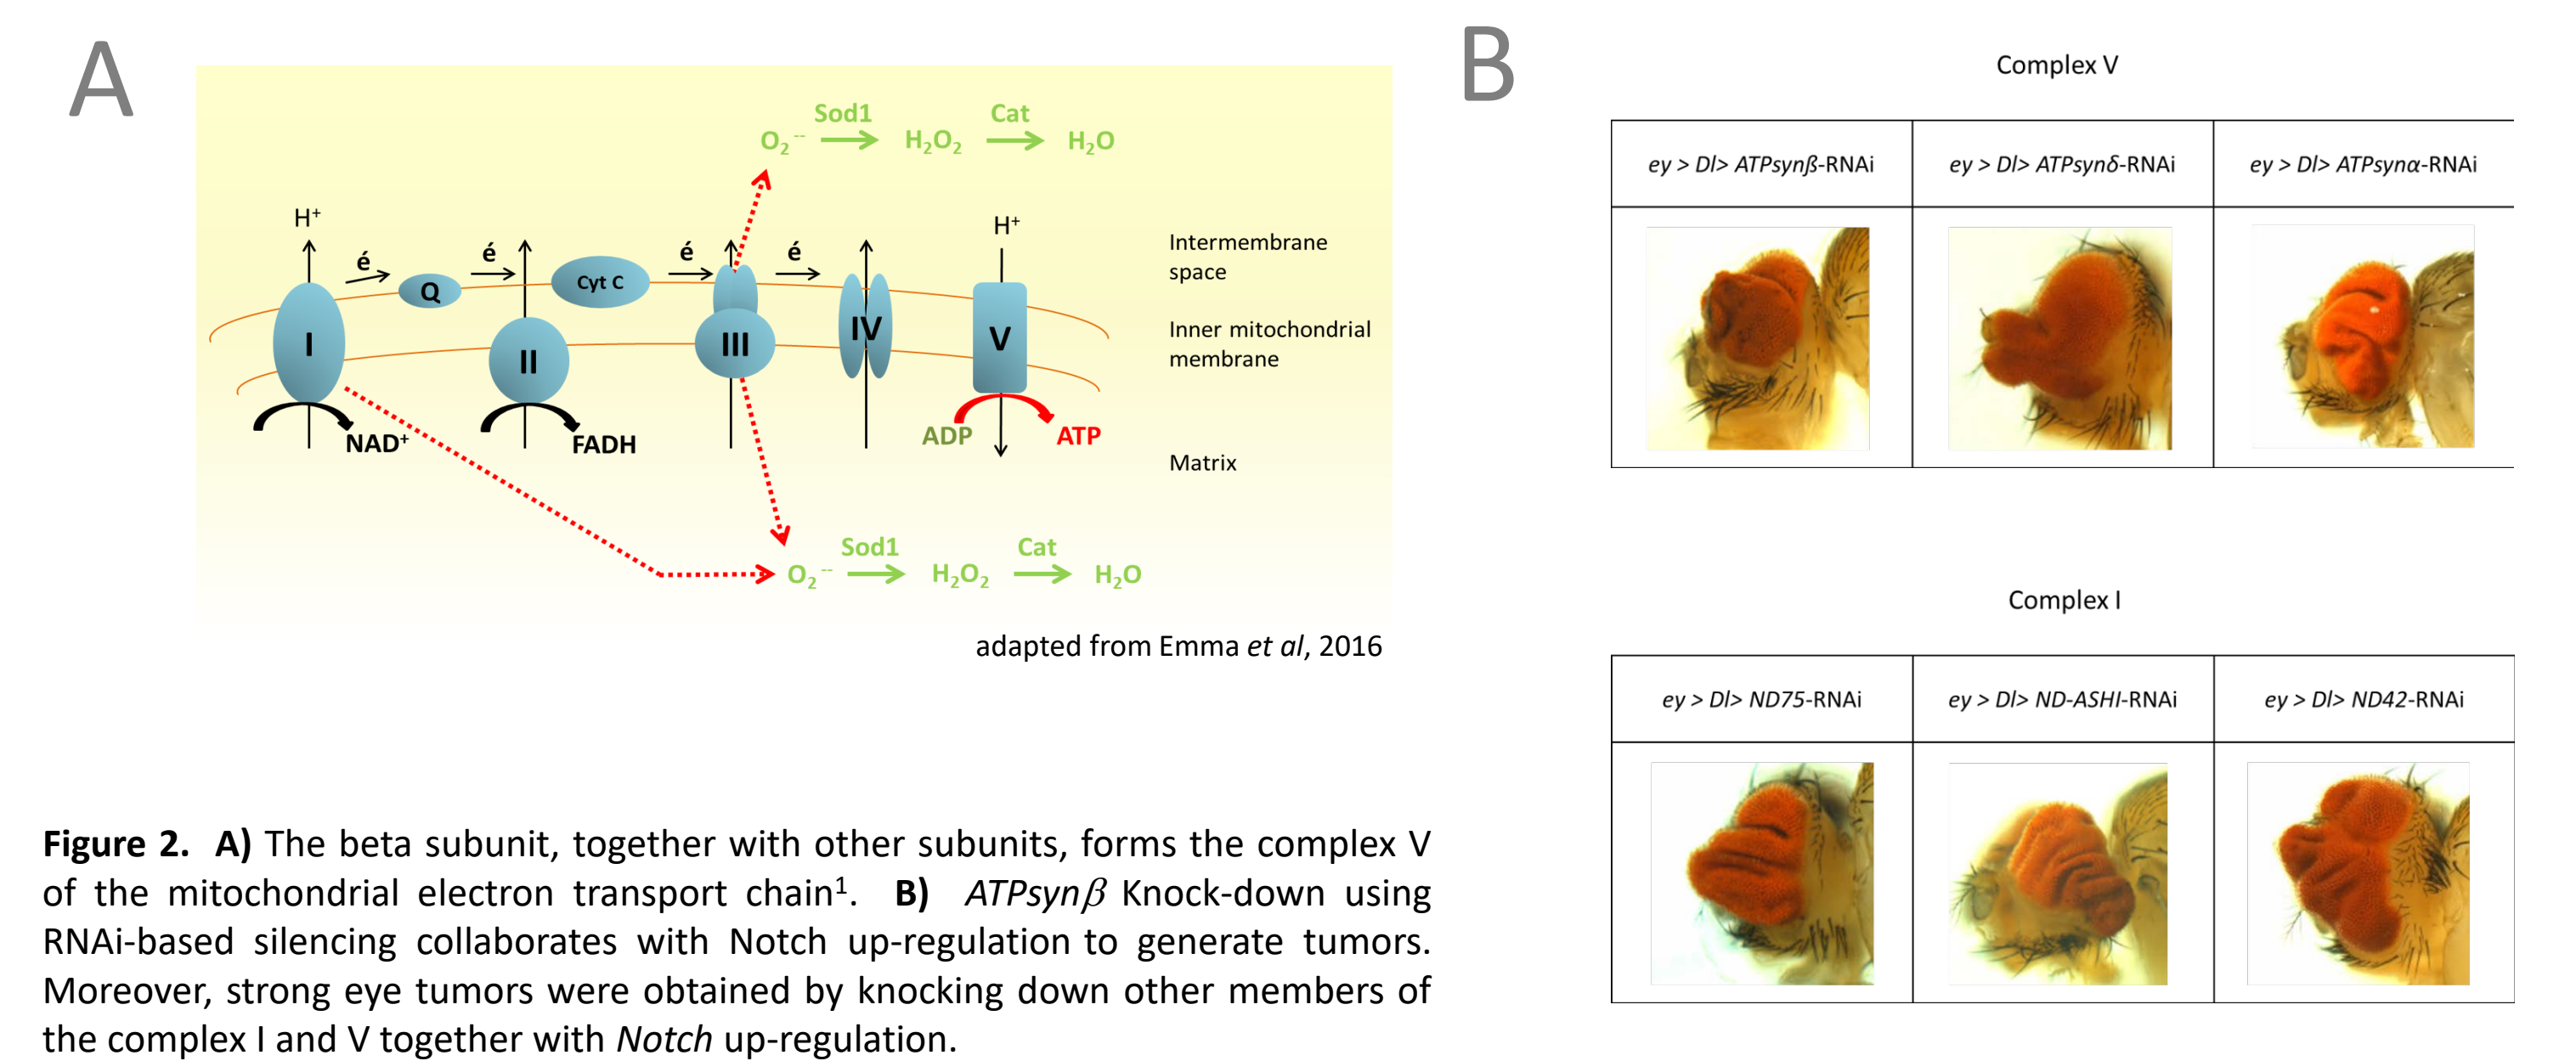 A
Sod1 Cat
O₂⁻⁻ H₂O₂ H₂O
H⁺ é Q é Cyt C é é H⁺
I II III IV V
NAD⁺ FADH ADP ATP
Intermembrane
space
Inner mitochondrial
membrane
Matrix
Sod1 Cat
O₂⁻⁻ H₂O₂ H₂O
adapted from Emma et al, 2016
Figure 2. A) The beta subunit, together with other subunits, forms the complex V
of the mitochondrial electron transport chain¹. B) ATPsynβ Knock-down using
RNAi-based silencing collaborates with Notch up-regulation to generate tumors.
Moreover, strong eye tumors were obtained by knocking down other members of
the complex I and V together with Notch up-regulation.
B
Complex V
ey > Dl> ATPsynß-RNAi ey > Dl> ATPsynδ-RNAi ey > Dl> ATPsynα-RNAi
Complex I
ey > Dl> ND75-RNAi ey > Dl> ND-ASHI-RNAi ey > Dl> ND42-RNAi